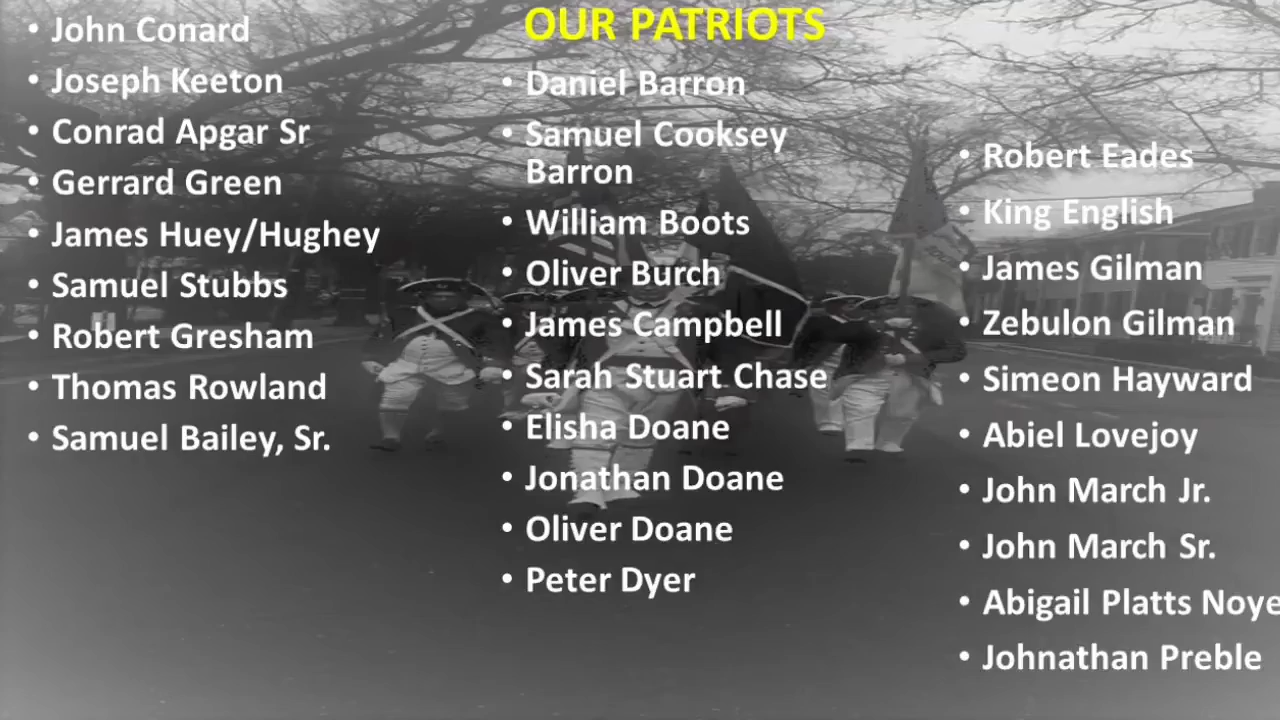 • John Conard
• Joseph Keeton
• Conrad Apgar Sr
• Gerrard Green
• James Huey/Hughey
• Samuel Stubbs
• Robert Gresham
• Thomas Rowland
• Samuel Bailey, Sr.
OUR PATRIOTS
• Daniel Barron
• Samuel Cooksey
Barron
• William Boots
• Oliver Burch
• James Campbell
• Sarah Stuart Chase
• Elisha Doane
• Jonathan Doane
• Oliver Doane
• Peter Dyer
• Robert Eades
• King English
• James Gilman
• Zebulon Gilman
• Simeon Hayward
• Abiel Lovejoy
• John March Jr.
• John March Sr.
• Abigail Platts Noye
• Johnathan Preble